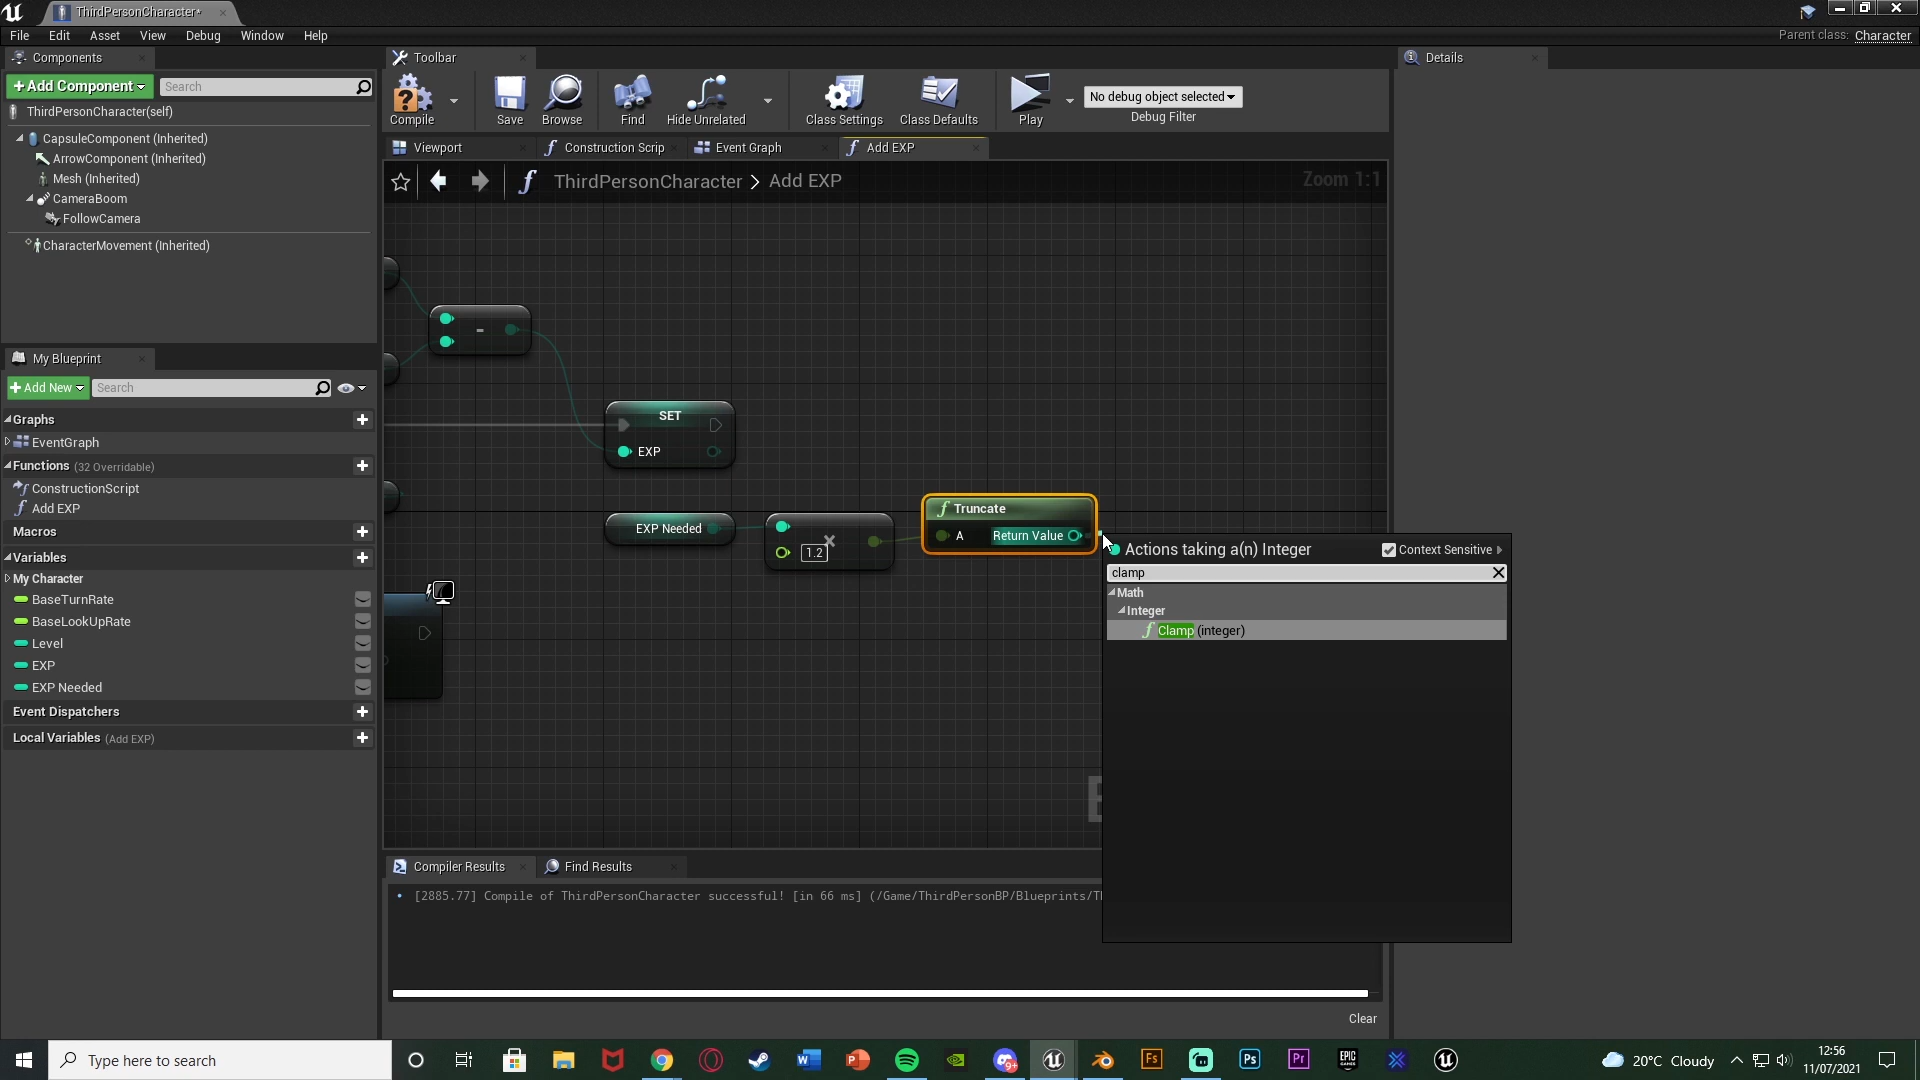 ThirdPersonCharacter*
File Edit Asset View Debug Window Help
Parent class: Character
Components
Toolbar
Details
+Add Component
Search
ThirdPersonCharacter(self)
CapsuleComponent (Inherited)
ArrowComponent (Inherited)
Mesh (Inherited)
CameraBoom
FollowCamera
CharacterMovement (Inherited)
Compile
Save
Browse
Find
Hide Unrelated
Class Settings
Class Defaults
Play
No debug object selected
Debug Filter
Viewport
Construction Scrip
Event Graph
Add EXP
ThirdPersonCharacter > Add EXP
Zoom 1:1
My Blueprint
+Add New
Search
Graphs
EventGraph
Functions (32 Overridable)
ConstructionScript
Add EXP
Macros
Variables
My Character
BaseTurnRate
BaseLookUpRate
Level
EXP
EXP Needed
Event Dispatchers
Local Variables (Add EXP)
SET
EXP
EXP Needed
1.2
Truncate
A Return Value
Actions taking a(n) Integer
Context Sensitive
clamp
Math
Integer
Clamp (integer)
Compiler Results
Find Results
[2885.77] Compile of ThirdPersonCharacter successful! [in 66 ms] (/Game/ThirdPersonBP/Blueprints/T
Clear
Type here to search
20°C Cloudy
12:56
11/07/2021